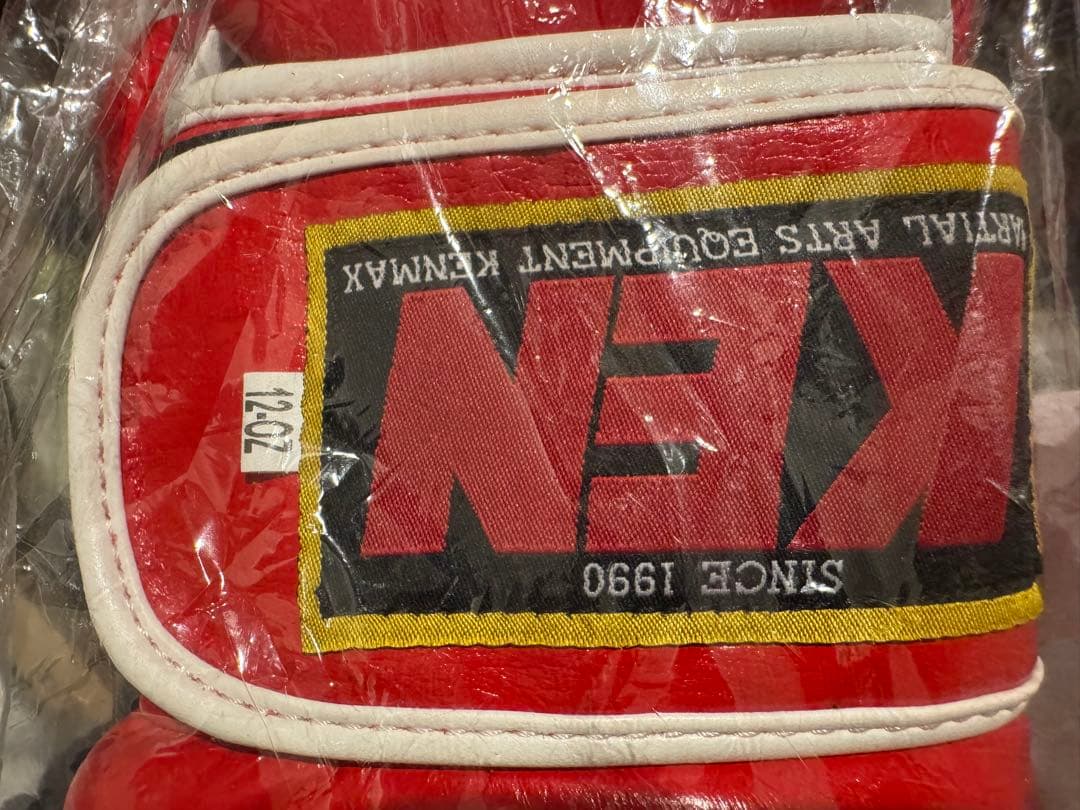 SINCE 1990
KEN
MARTIAL ARTS EQUIPMENT KENMAX
12-OZ